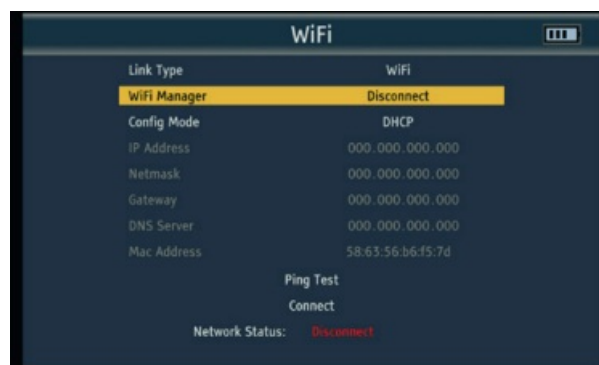 WiFi
Link Type WiFi
WiFi Manager Disconnect
Config Mode DHCP
IP Address 000.000.000.000
Netmask 000.000.000.000
Gateway 000.000.000.000
DNS Server 000.000.000.000
Mac Address 58:63:56:b6:f5:7d
Ping Test
Connect
Network Status: Disconnect